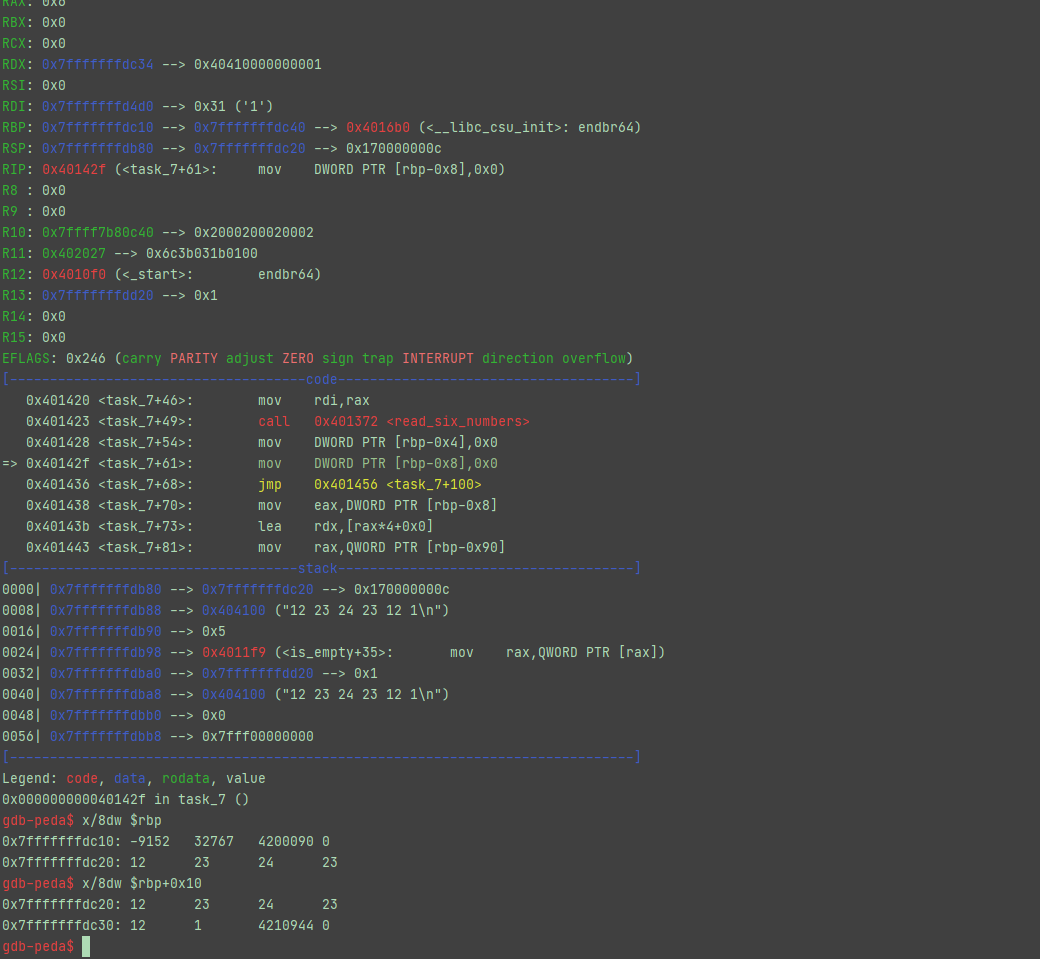 RAX: 0x6
RBX: 0x0
RCX: 0x0
RDX: 0x7fffffffdc34 --> 0x40410000000001
RSI: 0x0
RDI: 0x7fffffffd4d0 --> 0x31 ('1')
RBP: 0x7fffffffdc10 --> 0x7fffffffdc40 --> 0x4016b0 (<__libc_csu_init>: endbr64)
RSP: 0x7fffffffdb80 --> 0x7fffffffdc20 --> 0x170000000c
RIP: 0x40142f (<task_7+61>:     mov    DWORD PTR [rbp-0x8],0x0)
R8 : 0x0
R9 : 0x0
R10: 0x7ffff7b80c40 --> 0x2000200020002
R11: 0x402027 --> 0x6c3b031b0100
R12: 0x4010f0 (<_start>:        endbr64)
R13: 0x7fffffffdd20 --> 0x1
R14: 0x0
R15: 0x0
EFLAGS: 0x246 (carry PARITY adjust ZERO sign trap INTERRUPT direction overflow)
[-------------------------------------code-------------------------------------]
   0x401420 <task_7+46>:        mov    rdi,rax
   0x401423 <task_7+49>:        call   0x401372 <read_six_numbers>
   0x401428 <task_7+54>:        mov    DWORD PTR [rbp-0x4],0x0
=> 0x40142f <task_7+61>:        mov    DWORD PTR [rbp-0x8],0x0
   0x401436 <task_7+68>:        jmp    0x401456 <task_7+100>
   0x401438 <task_7+70>:        mov    eax,DWORD PTR [rbp-0x8]
   0x40143b <task_7+73>:        lea    rdx,[rax*4+0x0]
   0x401443 <task_7+81>:        mov    rax,QWORD PTR [rbp-0x90]
[------------------------------------stack-------------------------------------]
0000| 0x7fffffffdb80 --> 0x7fffffffdc20 --> 0x170000000c
0008| 0x7fffffffdb88 --> 0x404100 ("12 23 24 23 12 1\n")
0016| 0x7fffffffdb90 --> 0x5
0024| 0x7fffffffdb98 --> 0x4011f9 (<is_empty+35>:       mov    rax,QWORD PTR [rax])
0032| 0x7fffffffdba0 --> 0x7fffffffdd20 --> 0x1
0040| 0x7fffffffdba8 --> 0x404100 ("12 23 24 23 12 1\n")
0048| 0x7fffffffdbb0 --> 0x0
0056| 0x7fffffffdbb8 --> 0x7fff00000000
[------------------------------------------------------------------------------]
Legend: code, data, rodata, value
0x000000000040142f in task_7 ()
gdb-peda$ x/8dw $rbp
0x7fffffffdc10: -9152   32767   4200090 0
0x7fffffffdc20: 12      23      24      23
gdb-peda$ x/8dw $rbp+0x10
0x7fffffffdc20: 12      23      24      23
0x7fffffffdc30: 12      1       4210944 0
gdb-peda$